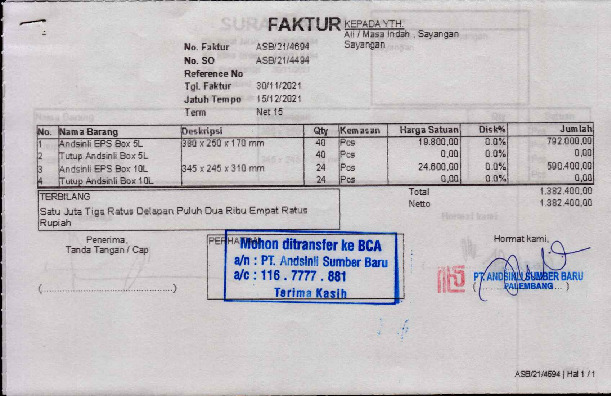 FAKTUR
KEPADA YTH.
Ali / Masa Indah , Sayangan
Sayangan
No. Faktur ASB/21/4694
No. SO ASB/21/4494
Reference No
Tgl. Faktur 30/11/2021
Jatuh Tempo 15/12/2021
Term Net 15
No. Nama Barang Deskripsi Qty Kemasan Harga Satuan Disk% Jumlah
1 Andsinli EPS Box 5L 380 x 260 x 170 mm 40 Pcs 19.800,00 0.0% 792.000,00
2 Tutup Andsinli Box 5L 40 Pcs 0,00 0.0% 0,00
3 Andsinli EPS Box 10L 345 x 245 x 310 mm 24 Pcs 24.600,00 0.0% 590.400,00
4 Tutup Andsinli Box 10L 24 Pcs 0,00 0.0% 0,00
Total 1.382.400,00
Netto 1.382.400,00
TERBILANG
Satu Juta Tiga Ratus Delapan Puluh Dua Ribu Empat Ratus
Rupiah
Penerima,
Tanda Tangan / Cap
Mohon ditransfer ke BCA
a/n : PT. Andsinli Sumber Baru
a/c : 116 . 7777 . 881
Terima Kasih
Hormat kami,
PT. ANDSINLI SUMBER BARU
PALEMBANG
ASB/21/4694 | Hal 1 / 1